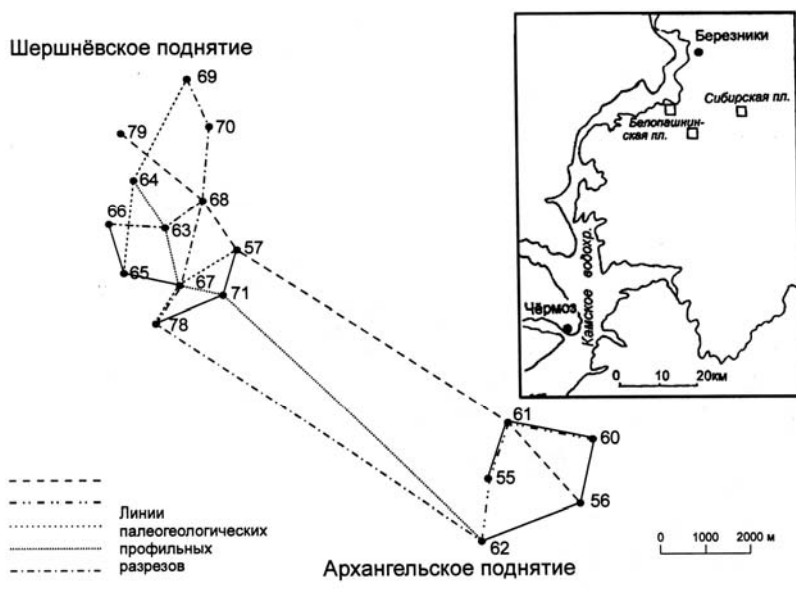 Шершнёвское поднятие
69
79
70
64
68
66
63
57
65
67
71
78
61
60
55
56
62
Линии
палеогеологических
профильных
разрезов
Архангельское поднятие
0 1000 2000 м
Березники
Сибирская пл.
Белопашнин-
ская пл.
Камское водохр.
Чёрмоз
0 10 20км